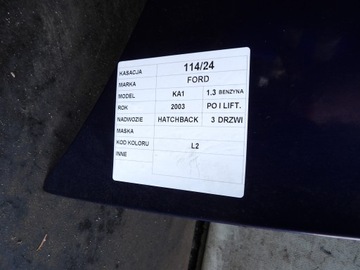 KASACJA 114/24
MARKA FORD
MODEL KA1 1.3 BENZYNA
ROK 2003 PO I LIFT.
NADWOZIE HATCHBACK 3 DRZWI
MASKA
KOD KOLORU L2
INNE